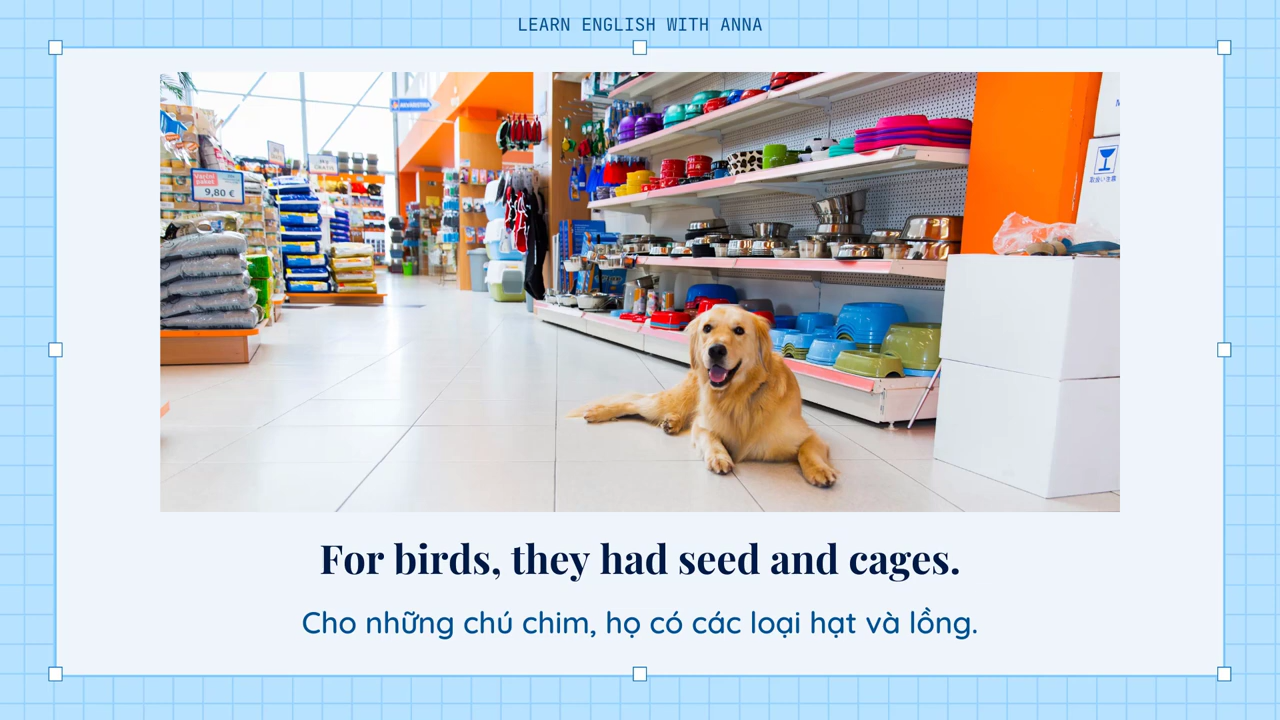 LEARN ENGLISH WITH ANNA
AKVARISTIKA
9,80 €
For birds, they had seed and cages.
Cho những chú chim, họ có các loại hạt và lồng.